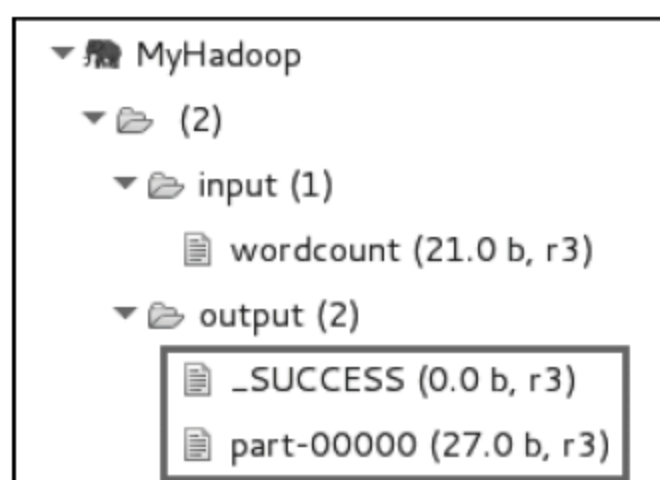 MyHadoop
(2)
input (1)
wordcount (21.0 b, r3)
output (2)
_SUCCESS (0.0 b, r3)
part-00000 (27.0 b, r3)